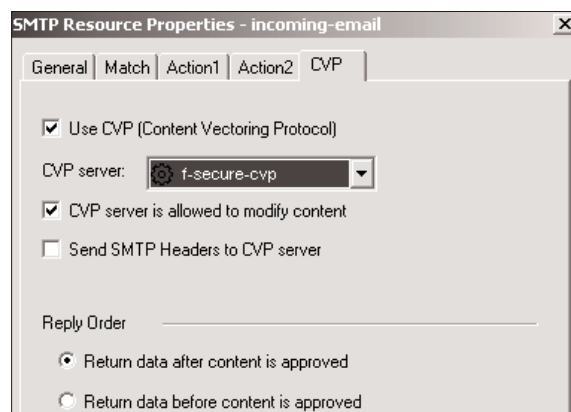 SMTP Resource Properties - incoming-email
General Match Action1 Action2 CVP
Use CVP (Content Vectoring Protocol)
CVP server: f-secure-cvp
CVP server is allowed to modify content
Send SMTP Headers to CVP server
Reply Order
Return data after content is approved
Return data before content is approved